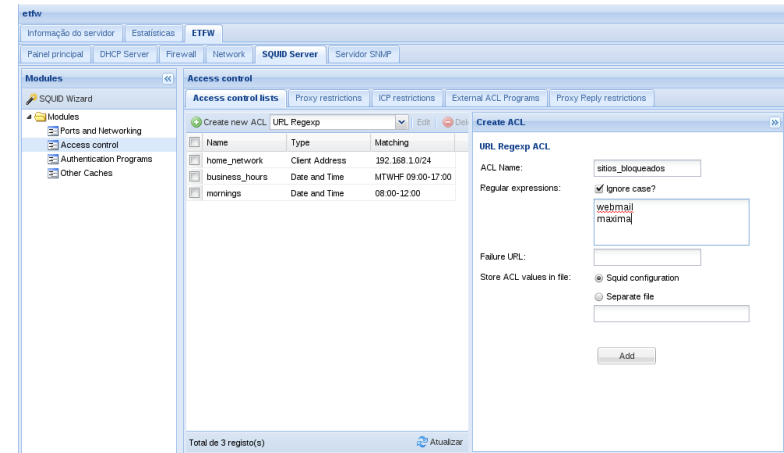 etfw
Informação do servidor Estatísticas ETFW
Painel principal DHCP Server Firewall Network SQUID Server Servidor SNMP
Modules
SQUID Wizard
Modules
Ports and Networking
Access control
Authentication Programs
Other Caches
Access control
Access control lists Proxy restrictions ICP restrictions External ACL Programs Proxy Reply restrictions
Create new ACL URL Regexp Edit Del
Name Type Matching
home_network Client Address 192.168.1.0/24
business_hours Date and Time MTWHF 09:00-17:00
mornings Date and Time 08:00-12:00
Total de 3 registo(s) Atualizar
Create ACL
URL Regexp ACL
ACL Name: sitios_bloqueados
Regular expressions: Ignore case?
webmail
maxima
Failure URL:
Store ACL values in file: Squid configuration
Separate file
Add